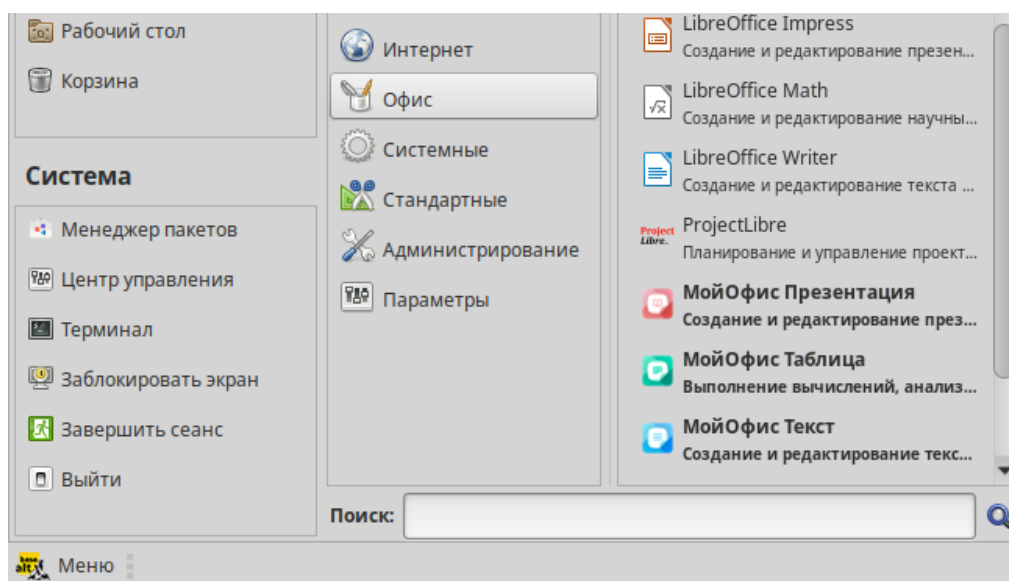 Рабочий стол
Корзина
Система
Менеджер пакетов
Центр управления
Терминал
Заблокировать экран
Завершить сеанс
Выйти
Интернет
Офис
Системные
Стандартные
Администрирование
Параметры
LibreOffice Impress
Создание и редактирование презен...
LibreOffice Math
Создание и редактирование научны...
LibreOffice Writer
Создание и редактирование текста ...
Project
Libre.
ProjectLibre
Планирование и управление проект...
МойОфис Презентация
Создание и редактирование през...
МойОфис Таблица
Выполнение вычислений, анализ...
МойОфис Текст
Создание и редактирование текс...
Поиск:
base
alt
Меню